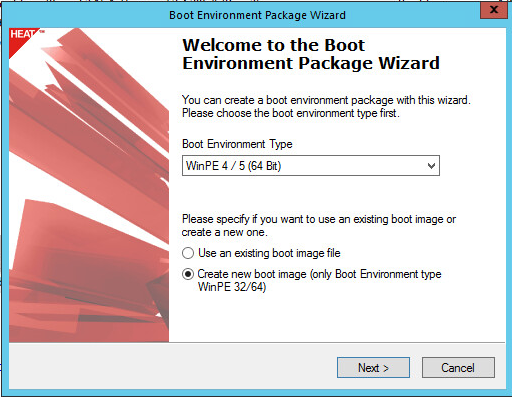 Boot Environment Package Wizard
x
HEAT
Welcome to the Boot
Environment Package Wizard
You can create a boot environment package with this wizard.
Please choose the boot environment type first.
Boot Environment Type
WinPE 4 / 5 (64 Bit)
Please specify if you want to use an existing boot image or
create a new one.
Use an existing boot image file
Create new boot image (only Boot Environment type
WinPE 32/64)
Next >
Cancel